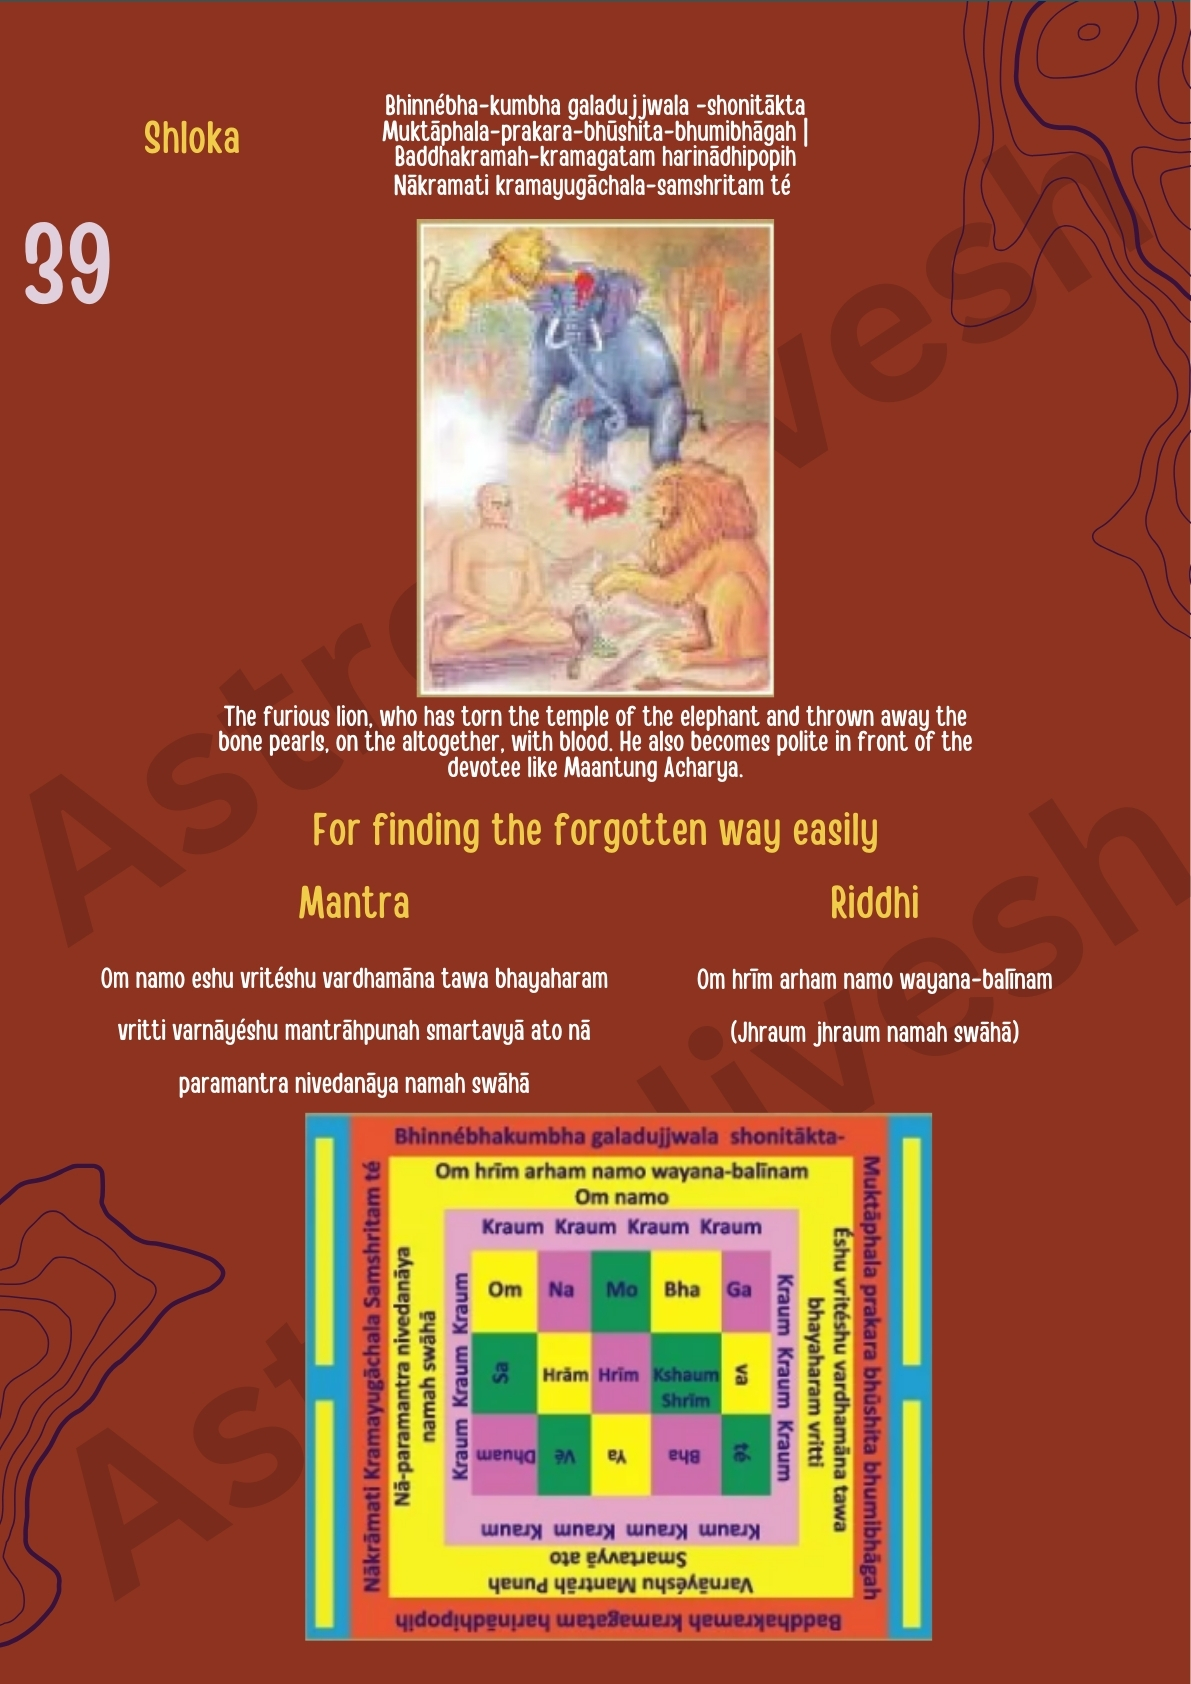 Shloka
39
Bhinnébha-kumbha galadujjwala -shonitākta
Muktāphala-prakara-bhūshita-bhumibhāgah |
Baddhakramah-kramagatam harinādhipopih
Nākramati kramayugāchala-samshritam té
The furious lion, who has torn the temple of the elephant and thrown away the
bone pearls, on the altogether, with blood. He also becomes polite in front of the
devotee like Maantung Acharya.
For finding the forgotten way easily
Mantra
Om namo eshu vritéshu vardhamāna tawa bhayaharam
vritti varnāyéshu mantrāhpunah smartavyā ato nā
paramantra nivedanāya namah swāhā
Riddhi
Om hrīm arham namo wayana-balīnam
(Jhraum jhraum namah swāhā)
Bhinnébhakumbha galadujjwala shonitākta-
Muktāphala prakara bhūshita bhumibhāgah
Baddhakramah kramagatam harinādhipopih
Nākrāmati Kramayugāchala Samshritam té
Om hrīm arham namo wayana-balīnam
Om namo
Éshu vritéshu vardhamāna tawa
bhayaharam vritti
Varnāyéshu Mantrāh Punah
Smartavyā ato
Nā-paramantra nivedanāya
namah swāhā
Kraum Kraum Kraum Kraum
Kraum Kraum Kraum
Kraum Kraum Kraum Kraum
Kraum Kraum Kraum
Om Na Mo Bha Ga
Sa Hrām Hrīm Kshaum va
Shrīm
Dhuam Vé Ya Bha té
Astrolivesh
Astrolivesh